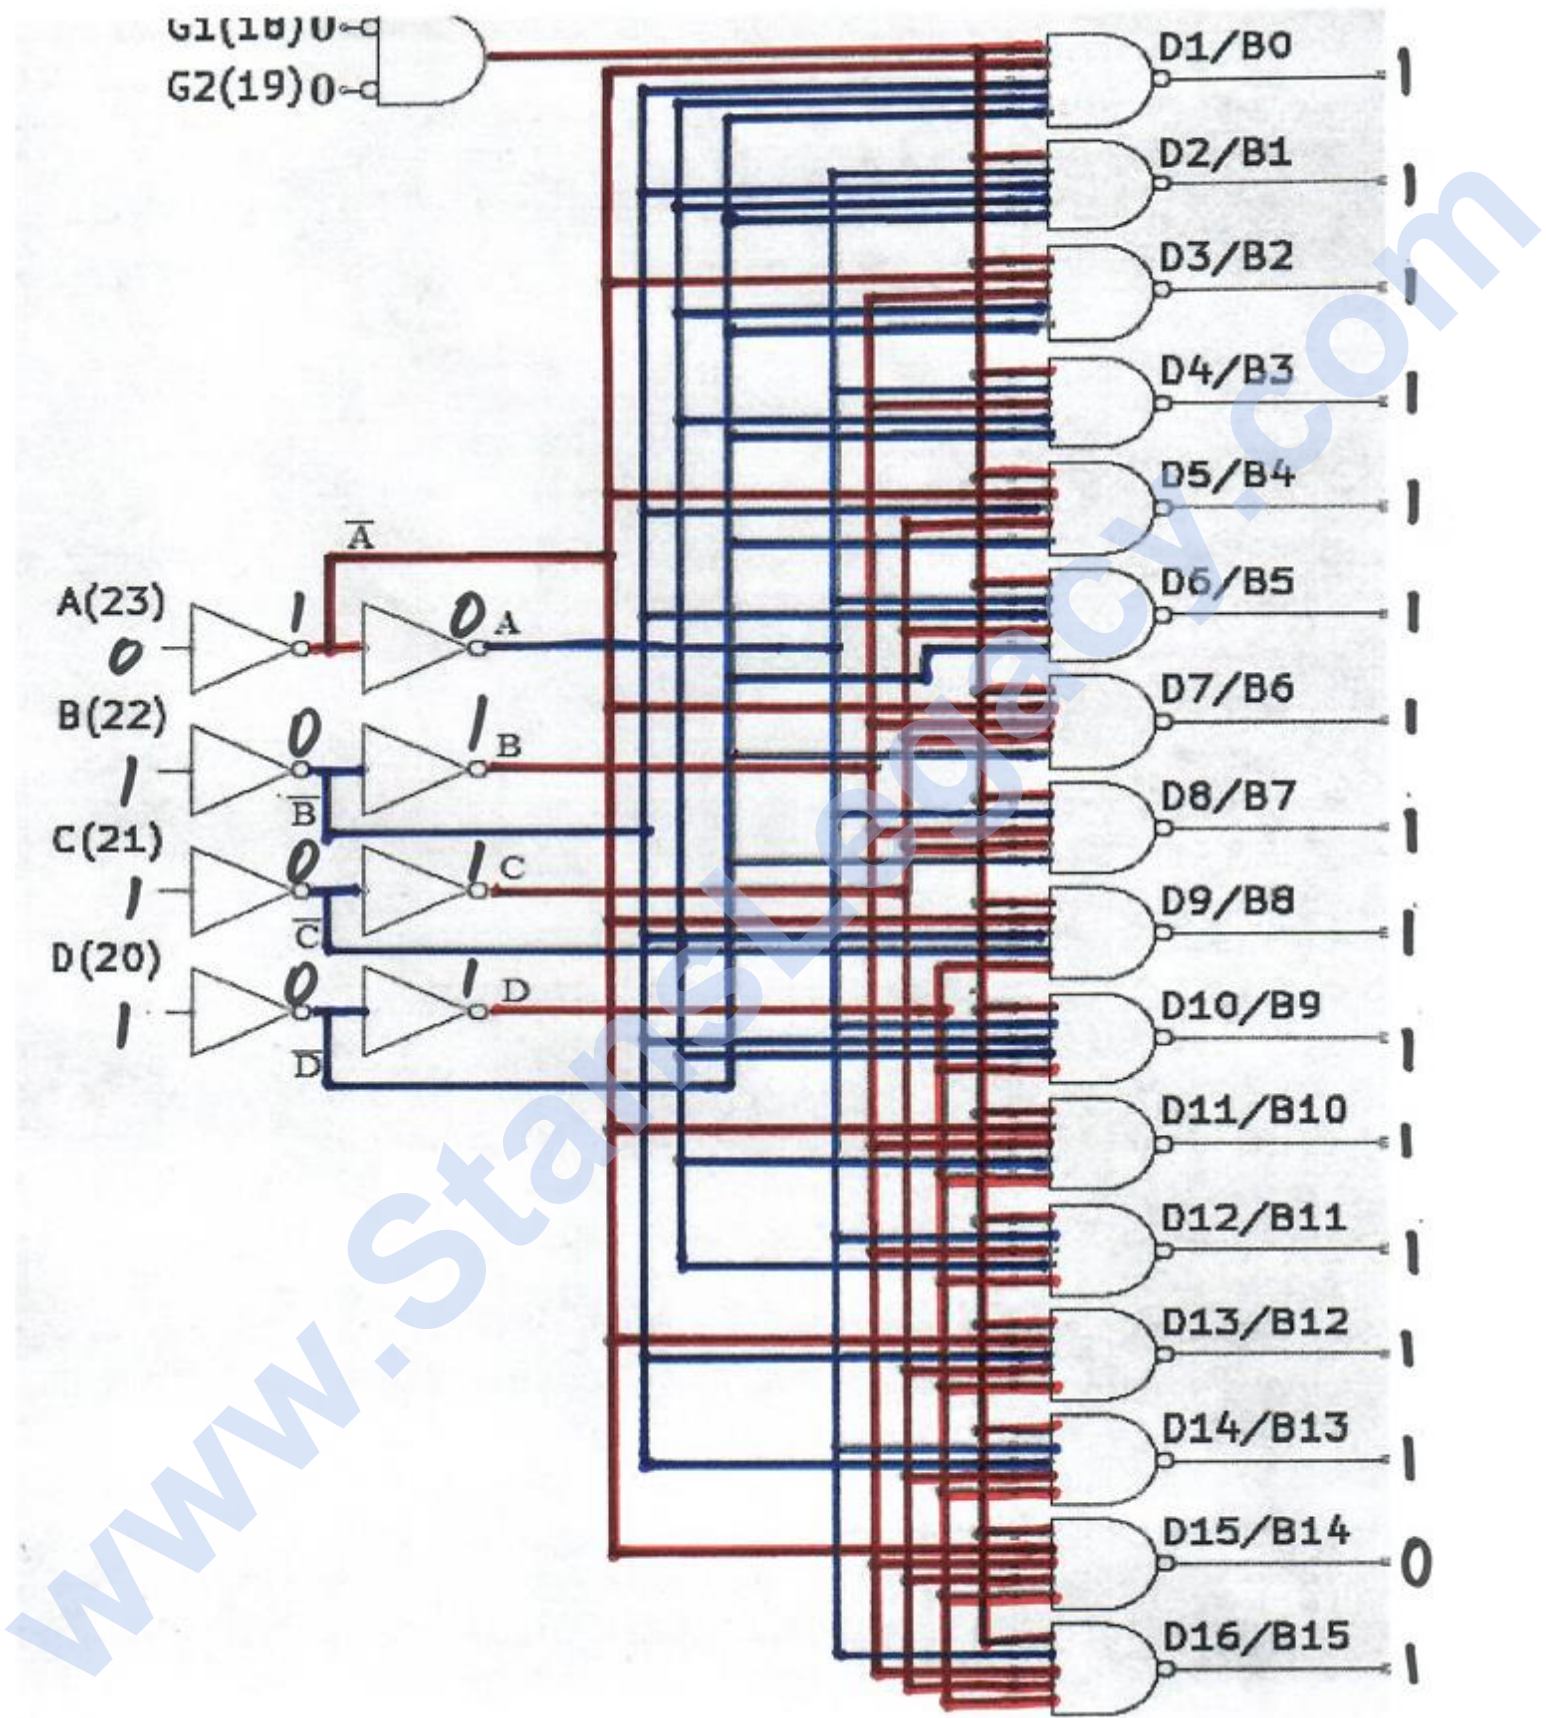 G1(18)0
G2(19)0
D1/B0 1
D2/B1 1
D3/B2 1
D4/B3 1
D5/B4 1
D6/B5 1
D7/B6 1
D8/B7 1
D9/B8 1
D10/B9 1
D11/B10 1
D12/B11 1
D13/B12 1
D14/B13 1
D15/B14 0
D16/B15 1
A̅
A(23) 1 0 A
0
B(22) 0 1 B
1
B̅
C(21) 0 1 C
1
C̅
D(20) 0 1 D
1
D̅
www.StansLegacy.com